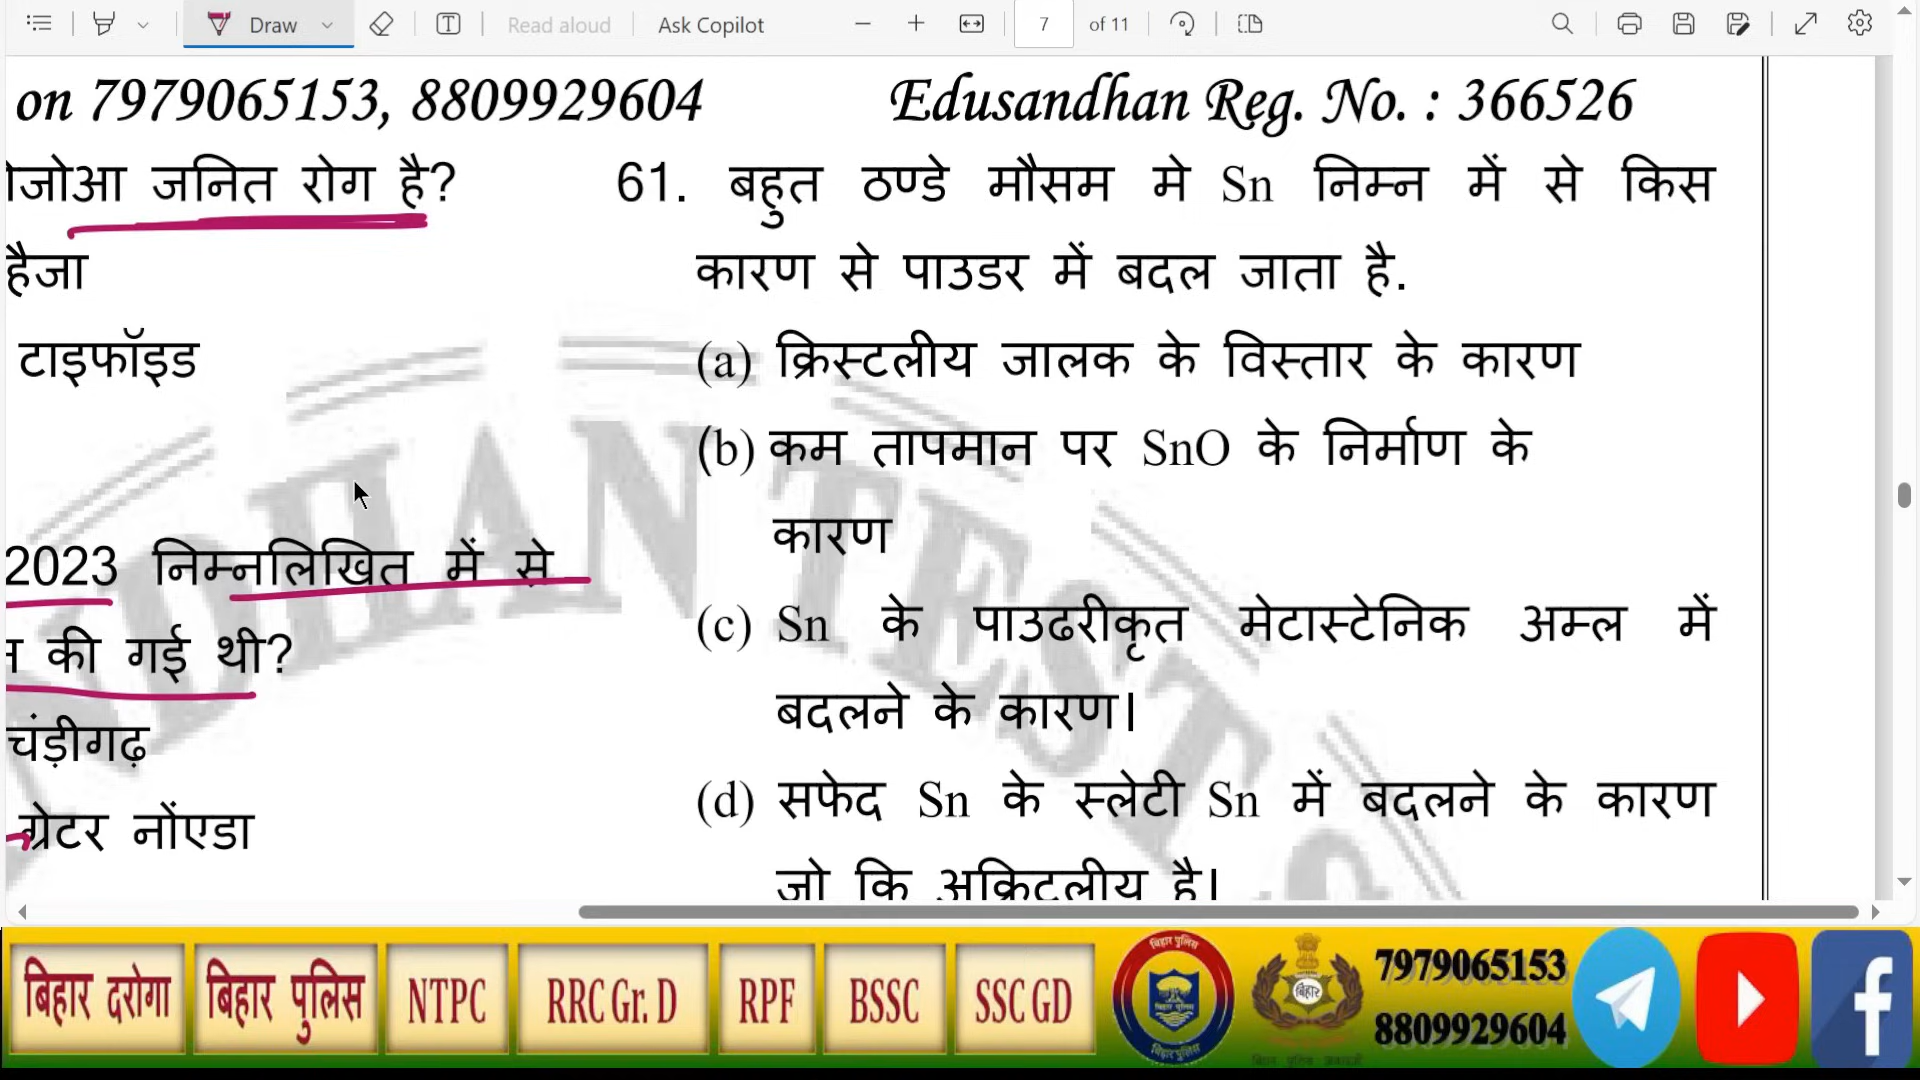 Draw
Read aloud
Ask Copilot
7
of 11
on 7979065153, 8809929604
Edusandhan Reg. No. : 366526
जोआ जनित रोग है?
हैजा
टाइफॉइड
2023 निम्नलिखित में से
की गई थी?
चंड़ीगढ़
ग्रेटर नोंएडा
61. बहुत ठण्डे मौसम मे Sn निम्न में से किस
कारण से पाउडर में बदल जाता है.
(a) क्रिस्टलीय जालक के विस्तार के कारण
(b) कम तापमान पर SnO के निर्माण के
कारण
(c) Sn के पाउढरीकृत मेटास्टेनिक अम्ल में
बदलने के कारण।
(d) सफेद Sn के स्लेटी Sn में बदलने के कारण
जो कि अक्रिटलीय है।
NDHAN TEST S
बिहार दरोगा
बिहार पुलिस
NTPC
RRC Gr. D
RPF
BSSC
SSC GD
बिहार पुलिस
बिहार
7979065153
8809929604